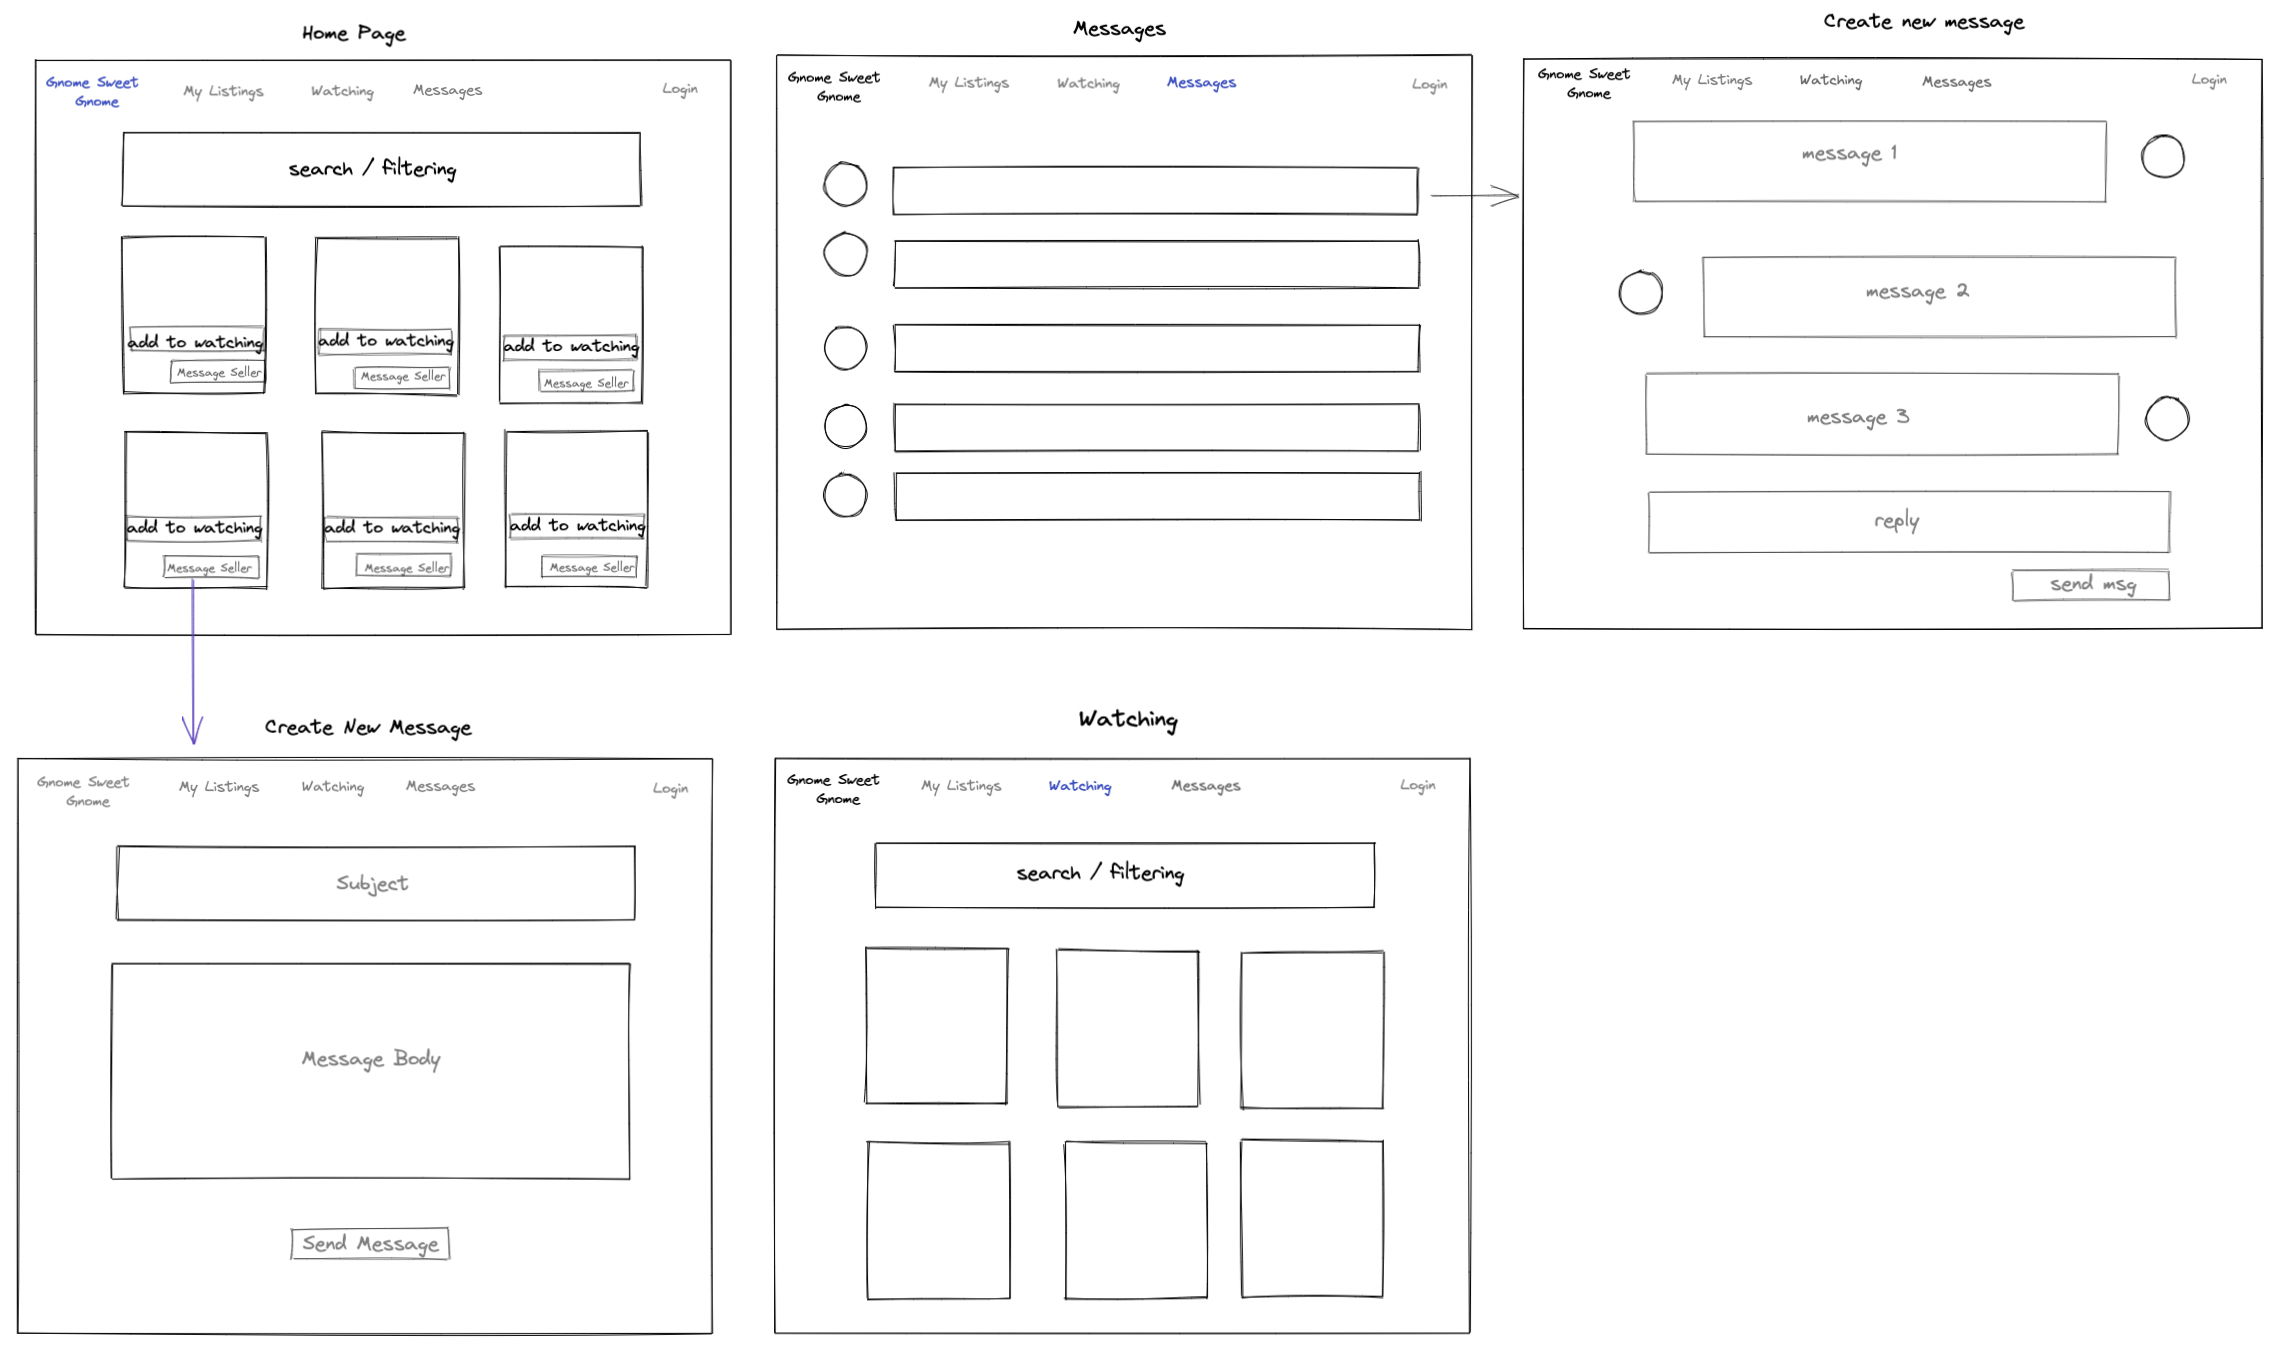 Home Page
Gnome Sweet
Gnome
My Listings
Watching
Messages
Login
search / filtering
add to watching
Message Seller
add to watching
Message Seller
add to watching
Message Seller
add to watching
Message Seller
add to watching
Message Seller
add to watching
Message Seller
Messages
Gnome Sweet
Gnome
My Listings
Watching
Messages
Login
Create new message
Gnome Sweet
Gnome
My Listings
Watching
Messages
Login
message 1
message 2
message 3
reply
send msg
Create New Message
Gnome Sweet
Gnome
My Listings
Watching
Messages
Login
Subject
Message Body
Send Message
Watching
Gnome Sweet
Gnome
My Listings
Watching
Messages
Login
search / filtering